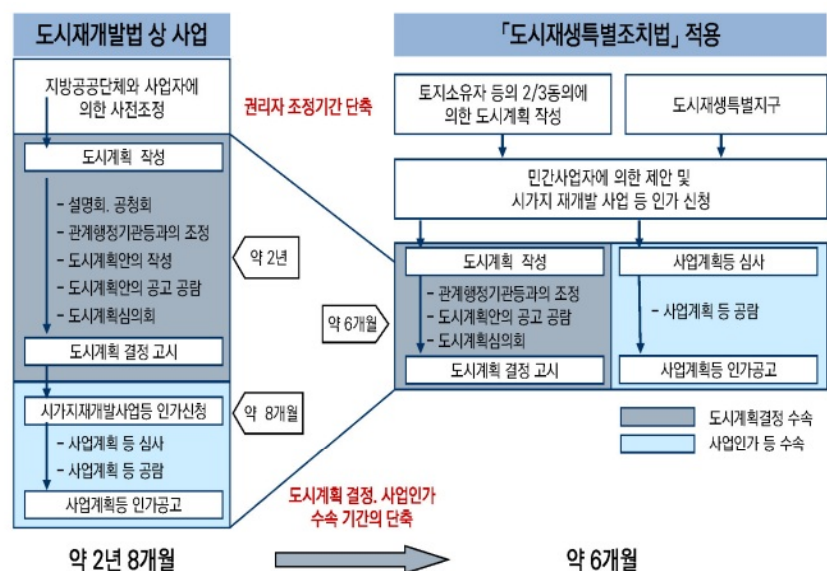 도시재개발법 상 사업
「도시재생특별조치법」 적용
지방공공단체와 사업자에
의한 사전조정
권리자 조정기간 단축
토지소유자 등의 2/3동의에
의한 도시계획 작성
도시재생특별지구
도시계획 작성
- 설명회. 공청회
- 관계행정기관등과의 조정
- 도시계획안의 작성
- 도시계획안의 공고 공람
- 도시계획심의회
약 2년
도시계획 결정 고시
민간사업자에 의한 제안 및
시가지 재개발 사업 등 인가 신청
도시계획 작성
- 관계행정기관등과의 조정
- 도시계획안의 공고 공람
- 도시계획심의회
약 6개월
도시계획 결정 고시
사업계획등 심사
- 사업계획 등 공람
사업계획등 인가공고
시가지재개발사업등 인가신청
약 8개월
- 사업계획 등 심사
- 사업계획 등 공람
사업계획등 인가공고
도시계획결정 수속
사업인가 등 수속
도시계획 결정. 사업인가
수속 기간의 단축
약 2년 8개월
약 6개월